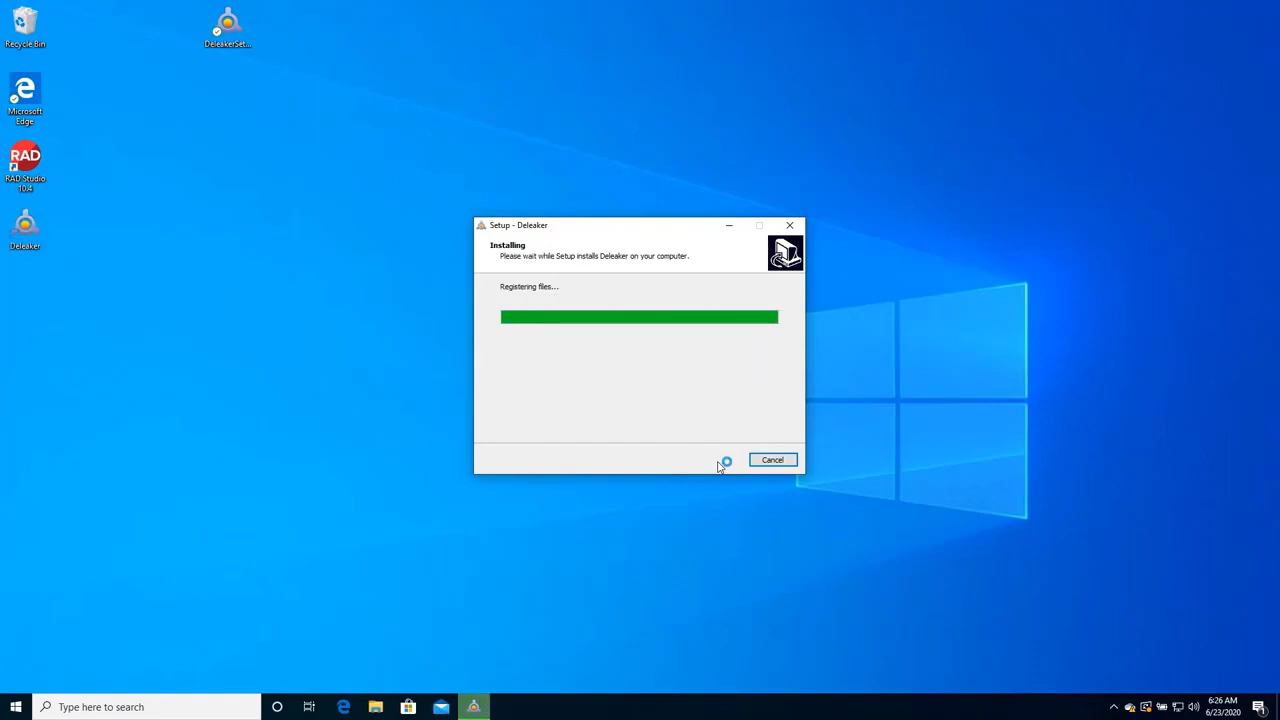 Recycle Bin
DeleakerSet...
Microsoft
Edge
RAD
RAD Studio
10.4
Deleaker
Setup - Deleaker
Installing
Please wait while Setup installs Deleaker on your computer.
Registering files...
Cancel
Type here to search
6:26 AM
6/23/2020
1